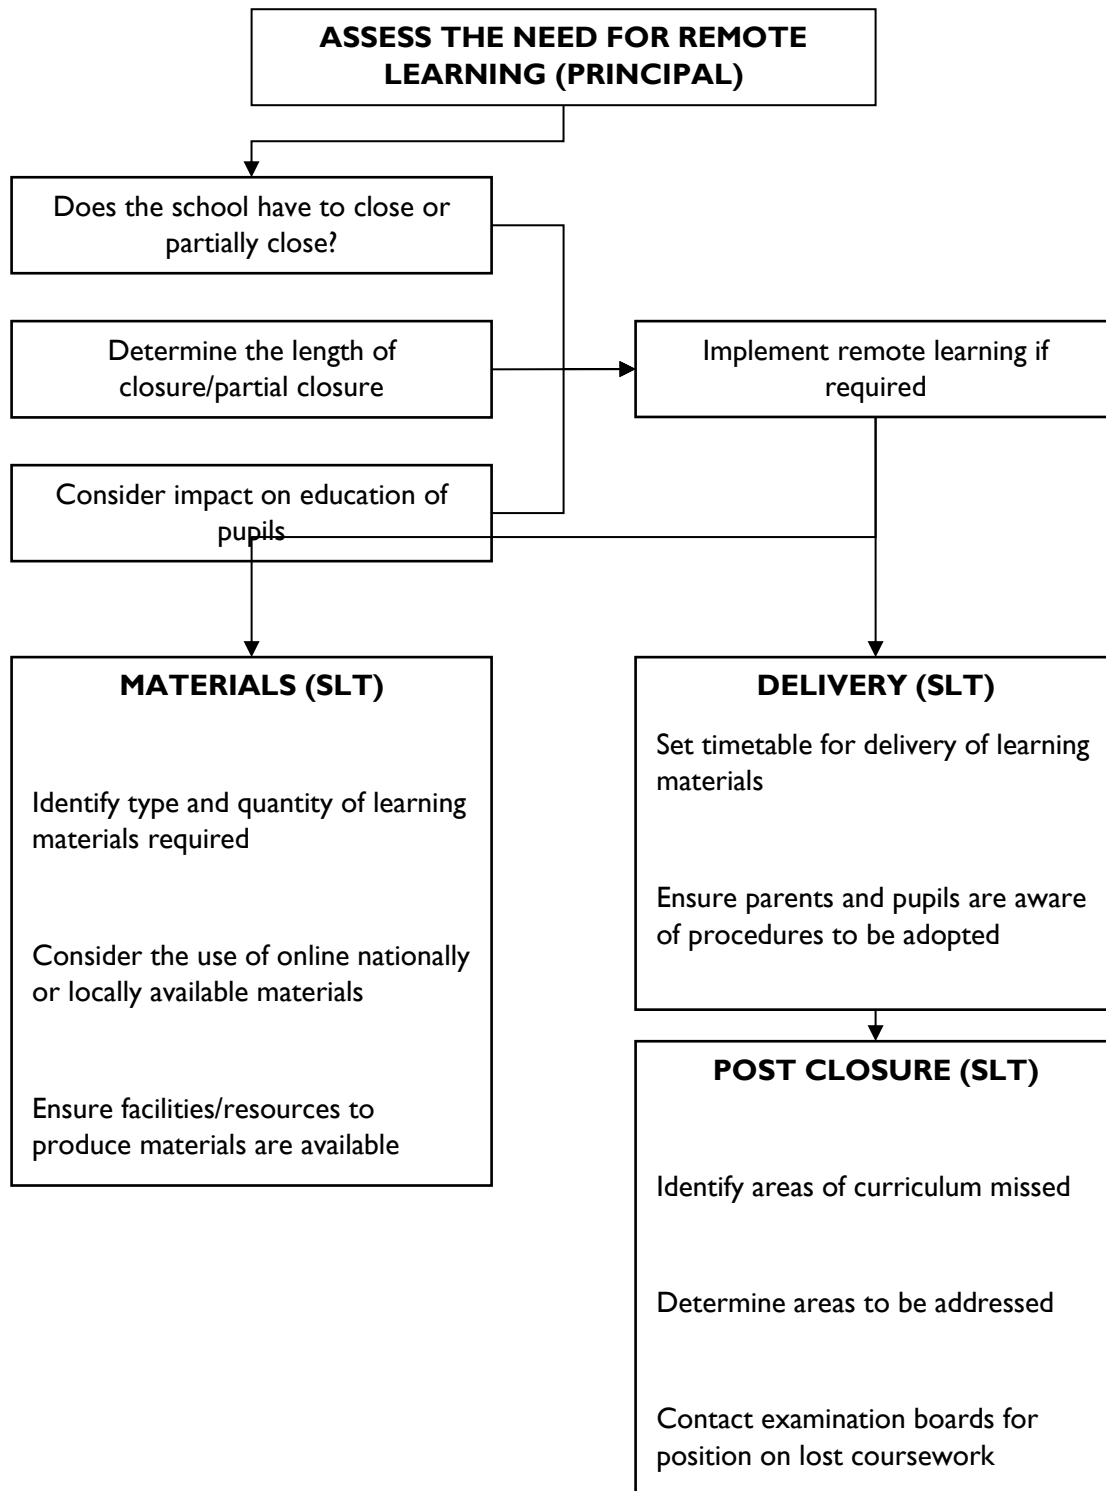 ASSESS THE NEED FOR REMOTE
LEARNING (PRINCIPAL)
Does the school have to close or
partially close?
Determine the length of
closure/partial closure
Implement remote learning if
required
Consider impact on education of
pupils
MATERIALS (SLT)
Identify type and quantity of learning
materials required
Consider the use of online nationally
or locally available materials
Ensure facilities/resources to
produce materials are available
DELIVERY (SLT)
Set timetable for delivery of learning
materials
Ensure parents and pupils are aware
of procedures to be adopted
POST CLOSURE (SLT)
Identify areas of curriculum missed
Determine areas to be addressed
Contact examination boards for
position on lost coursework